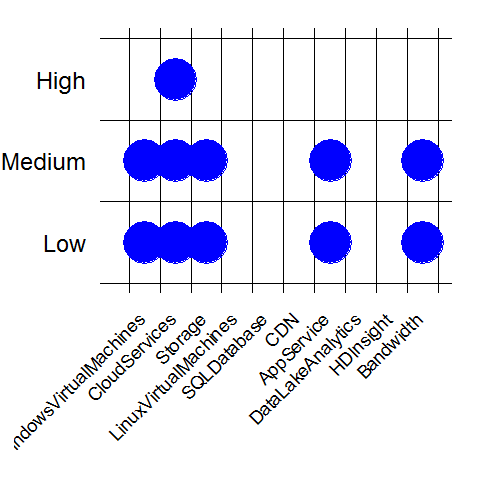 High
Medium
Low
ndowsVirtualMachines
CloudServices
Storage
LinuxVirtualMachines
SQLDatabase
CDN
AppService
DataLakeAnalytics
HDInsight
Bandwidth